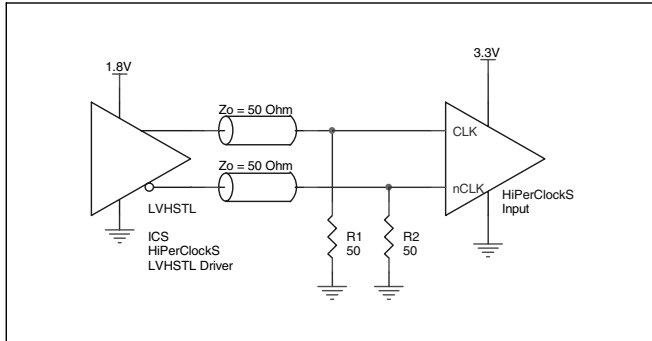 1.8V
3.3V
Zo = 50 Ohm
CLK
Zo = 50 Ohm
nCLK
HiPerClockS
Input
LVHSTL
ICS
HiPerClockS
LVHSTL Driver
R1
50
R2
50